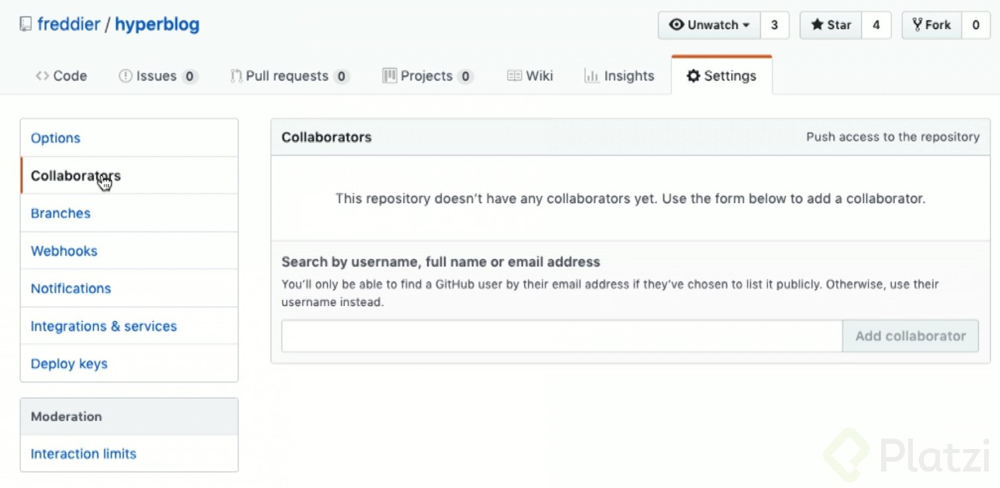 freddier / hyperblog
Unwatch 3 Star 4 Fork 0
Code Issues 0 Pull requests 0 Projects 0 Wiki Insights Settings
Options
Collaborators
Branches
Webhooks
Notifications
Integrations & services
Deploy keys
Moderation
Interaction limits
Collaborators Push access to the repository
This repository doesn’t have any collaborators yet. Use the form below to add a collaborator.
Search by username, full name or email address
You’ll only be able to find a GitHub user by their email address if they’ve chosen to list it publicly. Otherwise, use their
username instead.
Add collaborator
Platzi